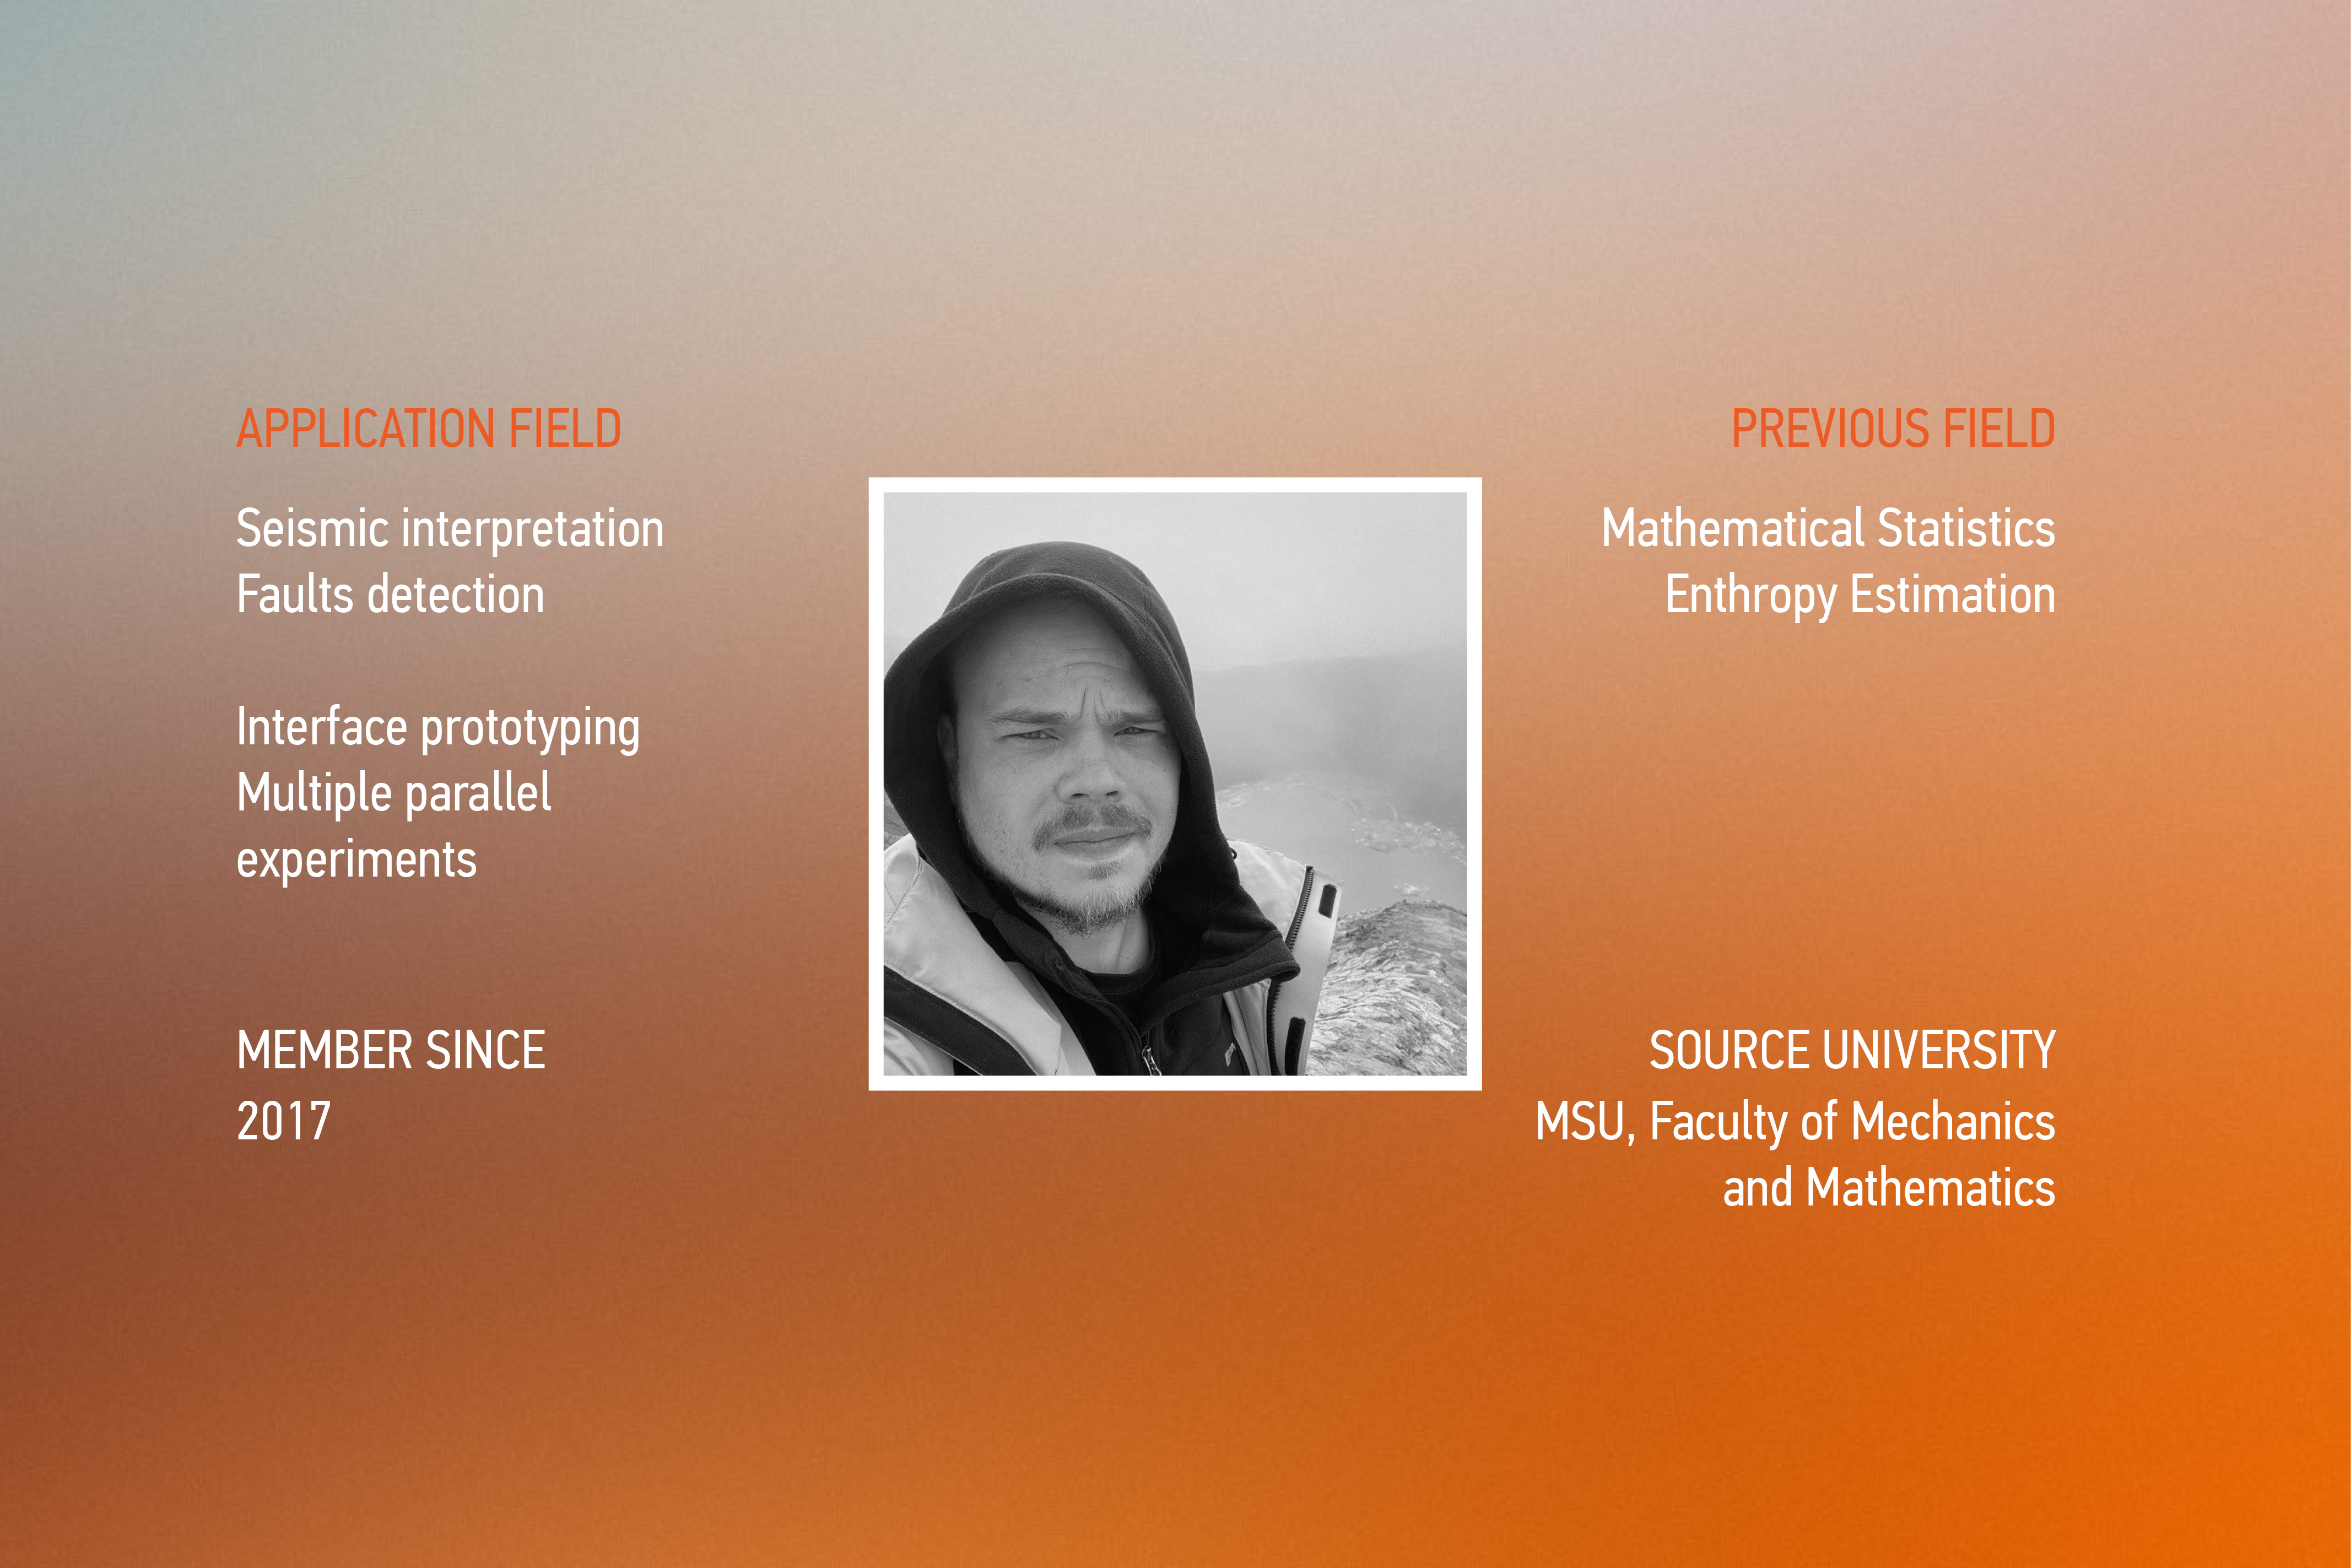 APPLICATION FIELD
Seismic interpretation
Faults detection
Interface prototyping
Multiple parallel
experiments
MEMBER SINCE
2017
PREVIOUS FIELD
Mathematical Statistics
Enthropy Estimation
SOURCE UNIVERSITY
MSU, Faculty of Mechanics
and Mathematics